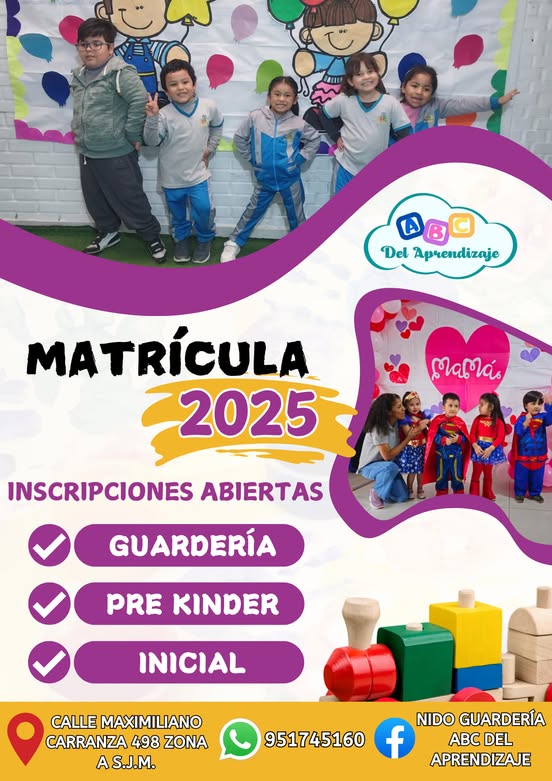 A B C
Del Aprendizaje
MAMÁ
MATRÍCULA
2025
INSCRIPCIONES ABIERTAS
GUARDERÍA
PRE KINDER
INICIAL
CALLE MAXIMILIANO
CARRANZA 498 ZONA
A S.J.M.
951745160
NIDO GUARDERÍA
ABC DEL
APRENDIZAJE